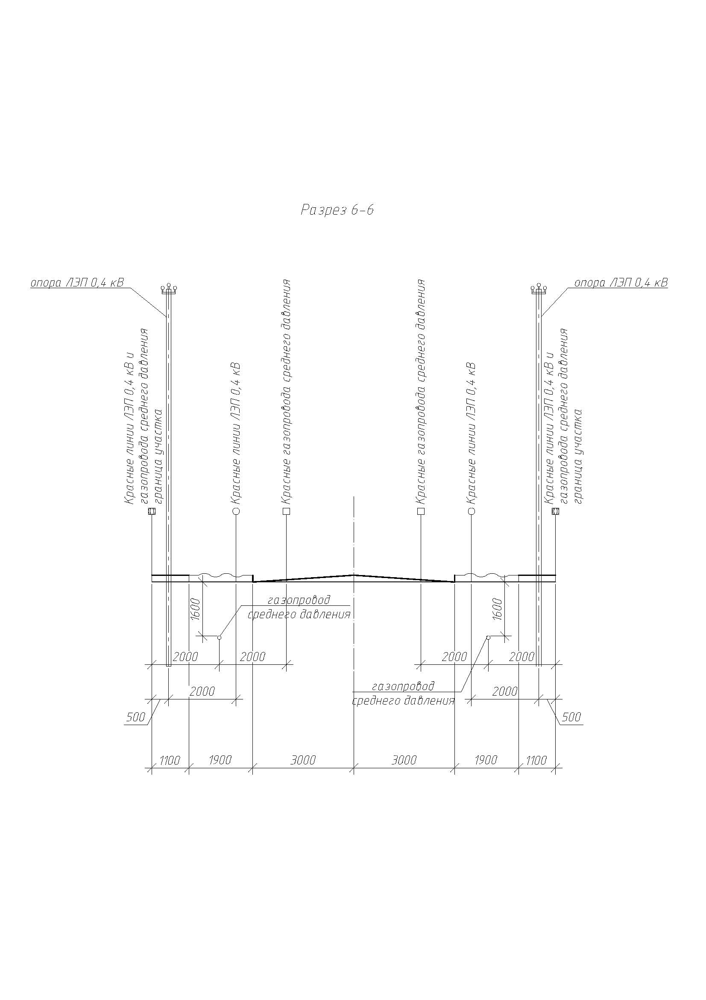 Разрез 6-6
опора ЛЭП 0,4 кВ
опора ЛЭП 0,4 кВ
Красные линии ЛЭП 0,4 кВ и
газопровода среднего давления
граница участка
Красные линии ЛЭП 0,4 кВ
Красные газопровода среднего давления
Красные газопровода среднего давления
Красные линии ЛЭП 0,4 кВ
Красные линии ЛЭП 0,4 кВ и
газопровода среднего давления
граница участка
1600
газопровод
среднего давления
1600
2000
2000
2000
2000
газопровод
среднего давления
2000
2000
500
500
1100
1900
3000
3000
1900
1100